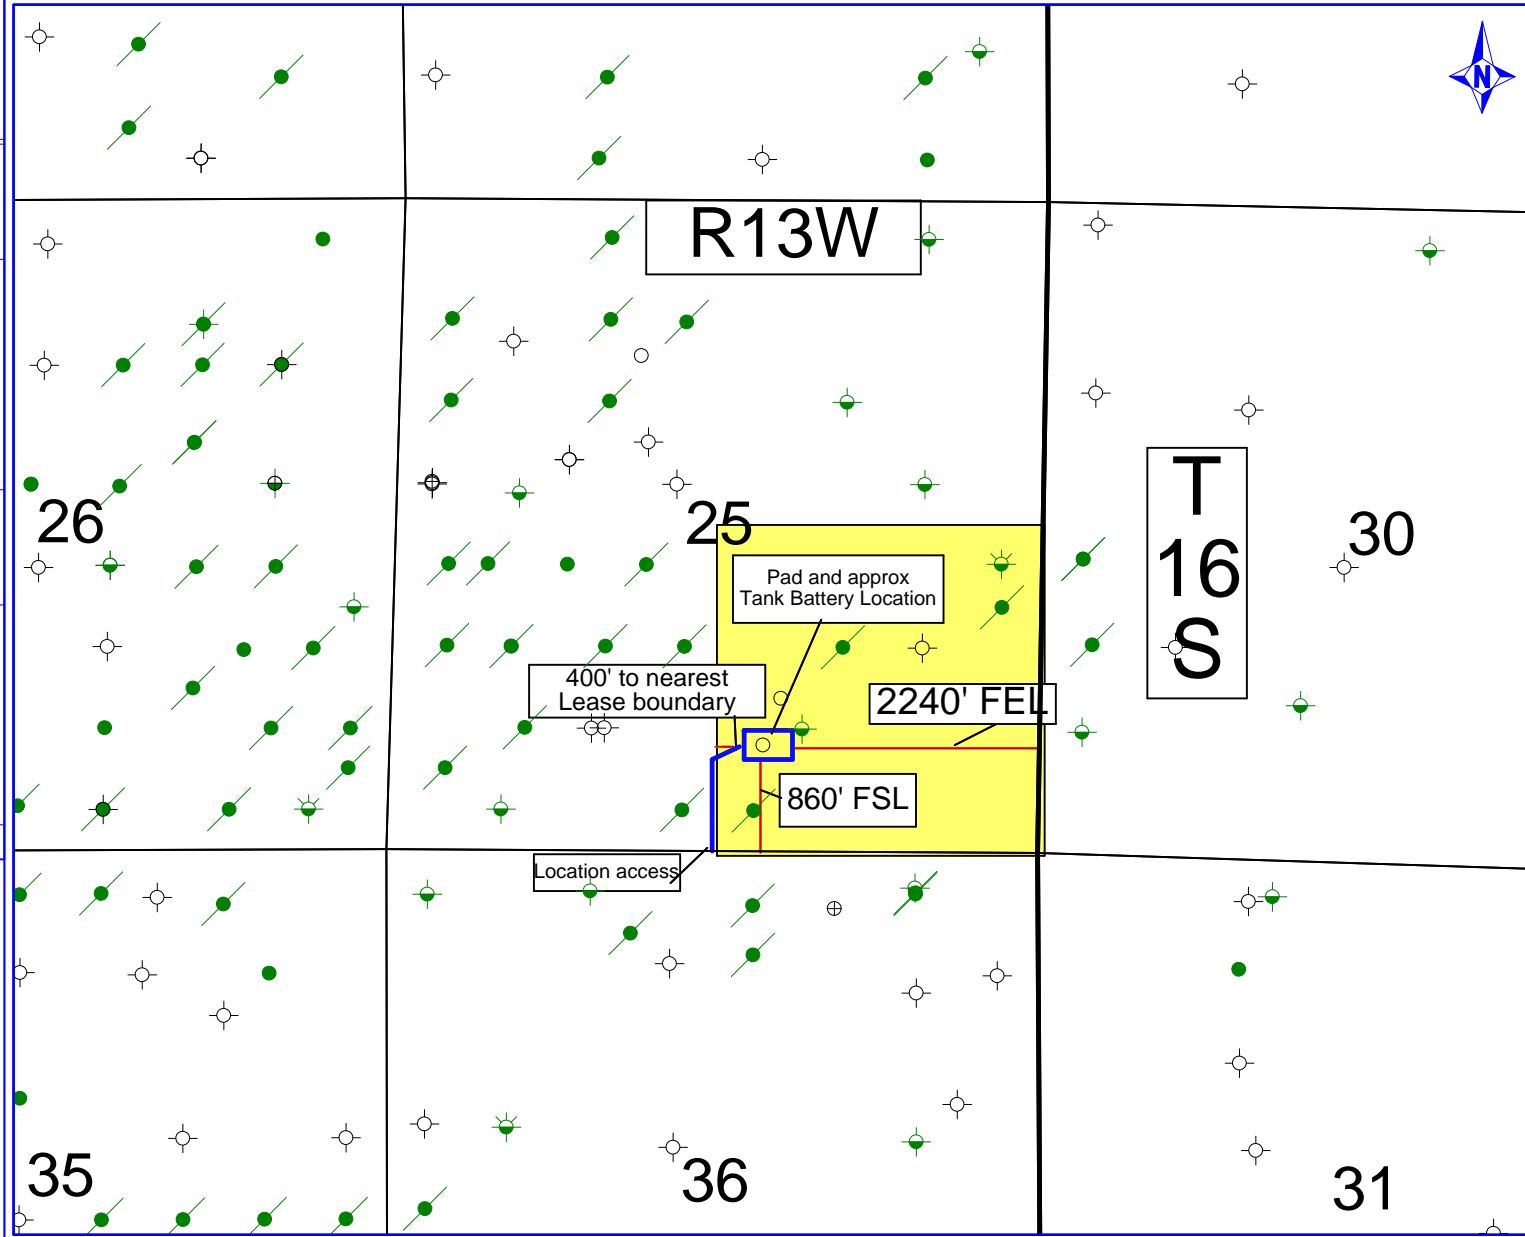 N
R13W
T
16
S
26
25
30
Pad and approx
Tank Battery Location
400' to nearest
Lease boundary
2240' FEL
860' FSL
Location access
35
36
31